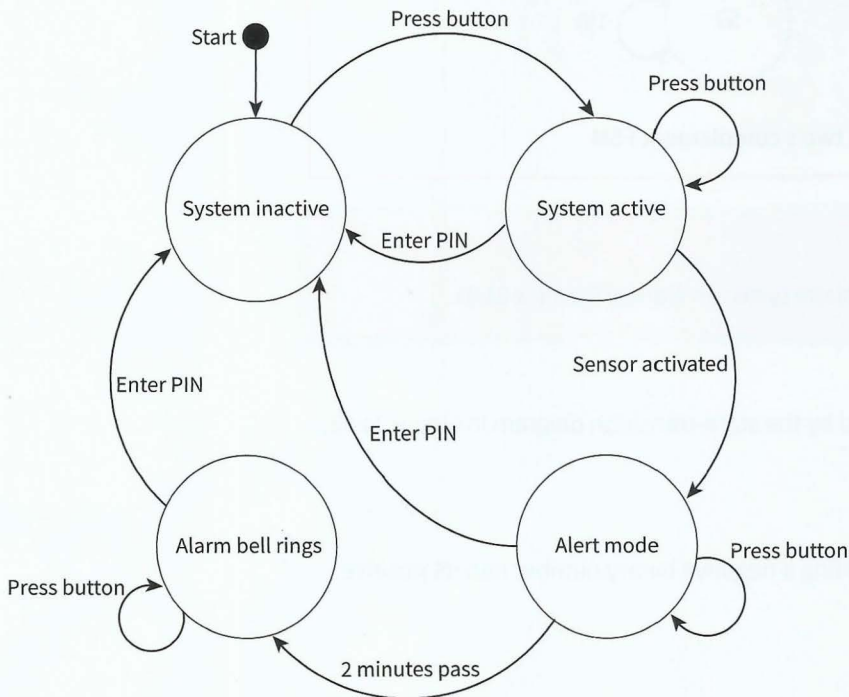 Press button
Start
Press button
System inactive
System active
Enter PIN
Sensor activated
Enter PIN
Enter PIN
Alarm bell rings
Alert mode
Press button
Press button
2 minutes pass